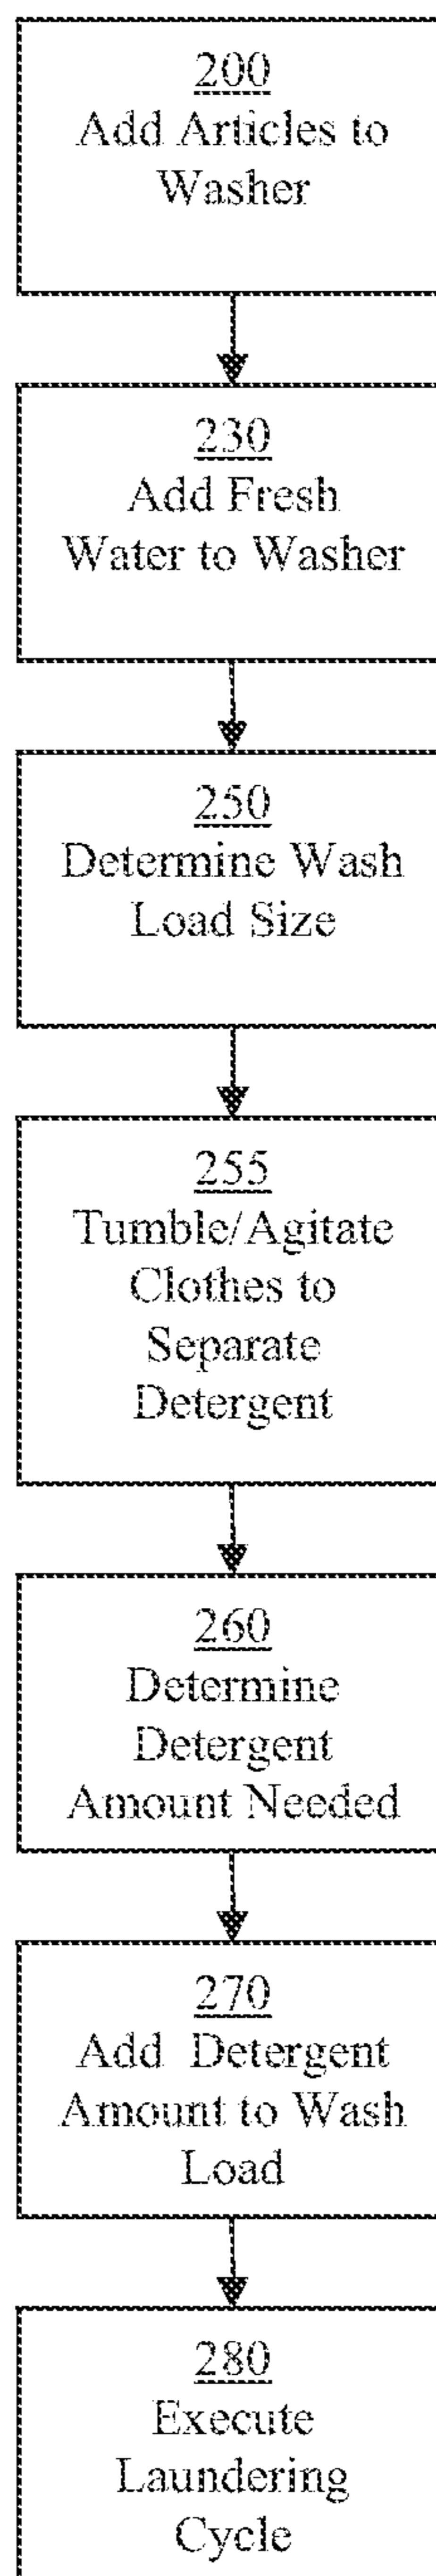 200
Add Articles to
Washer
230
Add Fresh
Water to Washer
250
Determine Wash
Load Size
255
Tumble/Agitate
Clothes to
Separate
Detergent
260
Determine
Detergent
Amount Needed
270
Add Detergent
Amount to Wash
Load
280
Execute
Laundering
Cycle